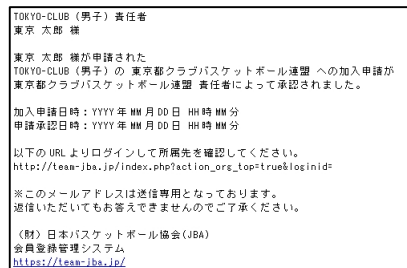 TOKYO-CLUB（男子）責任者
東京 太郎 様
東京 太郎 様が申請された
TOKYO-CLUB（男子）の 東京都クラブバスケットボール連盟 への加入申請が
東京都クラブバスケットボール連盟 責任者によって承認されました。
加入申請日時：YYYY 年 MM 月 DD 日 HH 時 MM 分
申請承認日時：YYYY 年 MM 月 DD 日 HH 時 MM 分
以下の URL よりログインして所属先を確認してください。
http://team-jba.jp/index.php?action_org_top=true&loginid=
※このメールアドレスは送信専用となっております。
返信いただいてもお答えできませんのでご了承ください。
（財）日本バスケットボール協会(JBA)
会員登録管理システム
https://team-jba.jp/